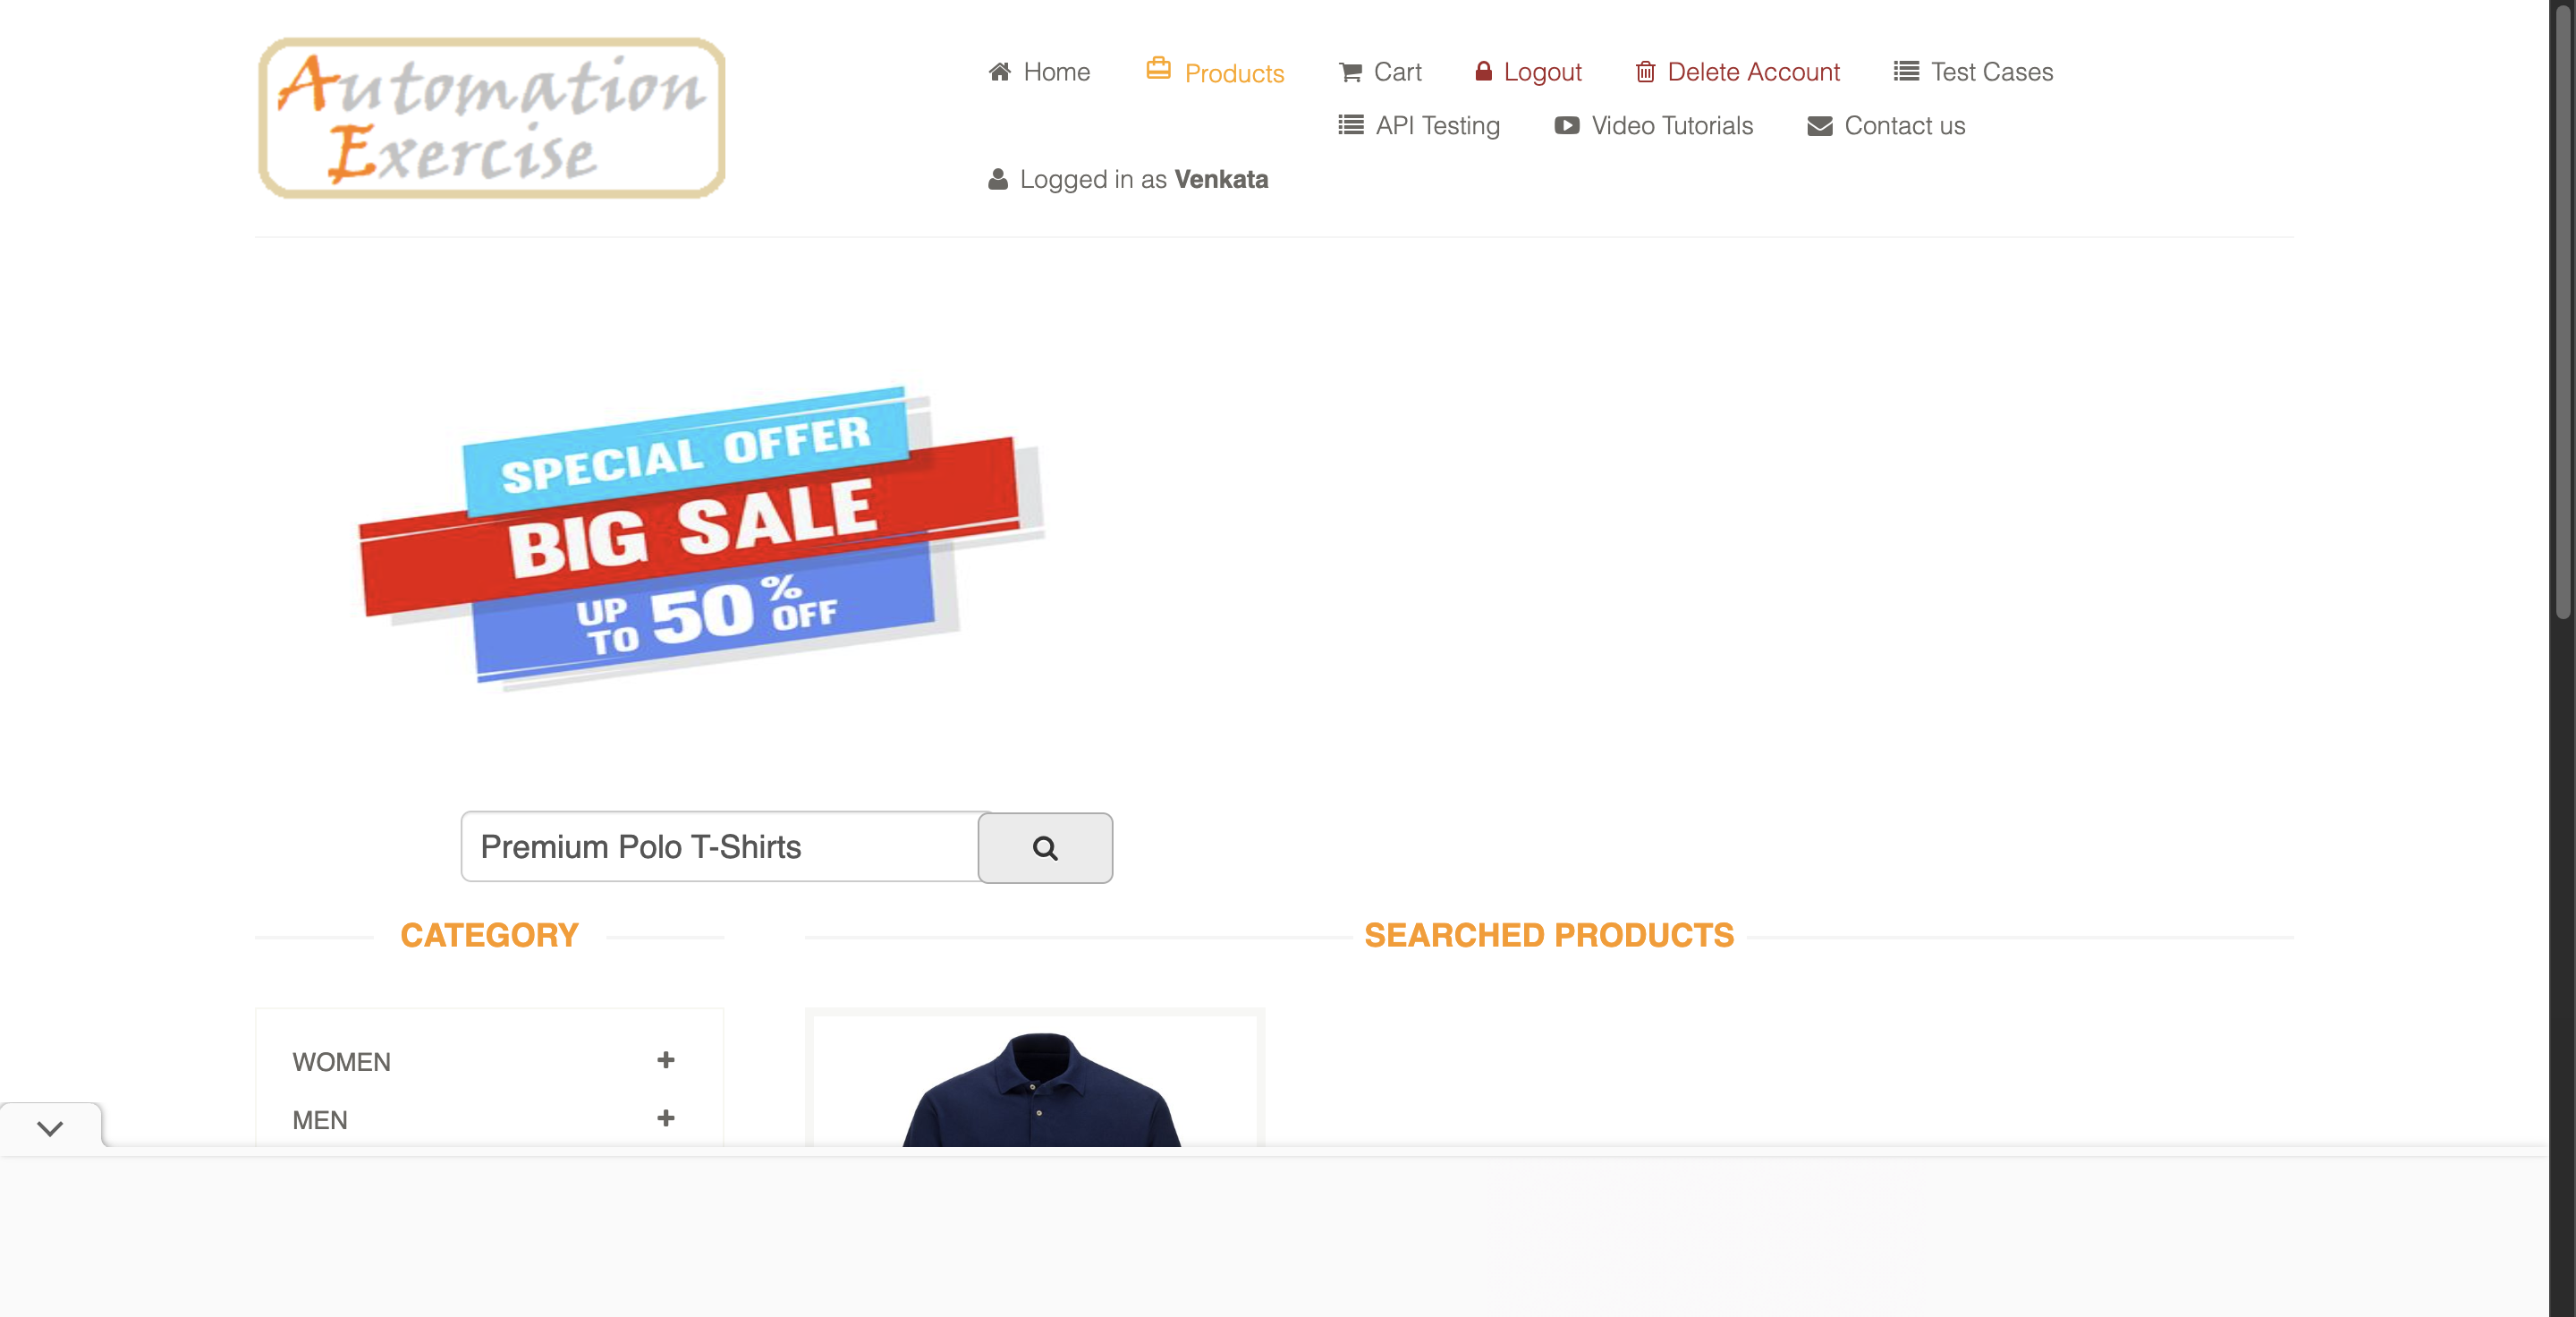 Automation
Exercise
Home Products Cart Logout Delete Account Test Cases
API Testing Video Tutorials Contact us
Logged in as Venkata
SPECIAL OFFER
BIG SALE
UP TO 50% OFF
Premium Polo T-Shirts
CATEGORY
SEARCHED PRODUCTS
WOMEN
MEN